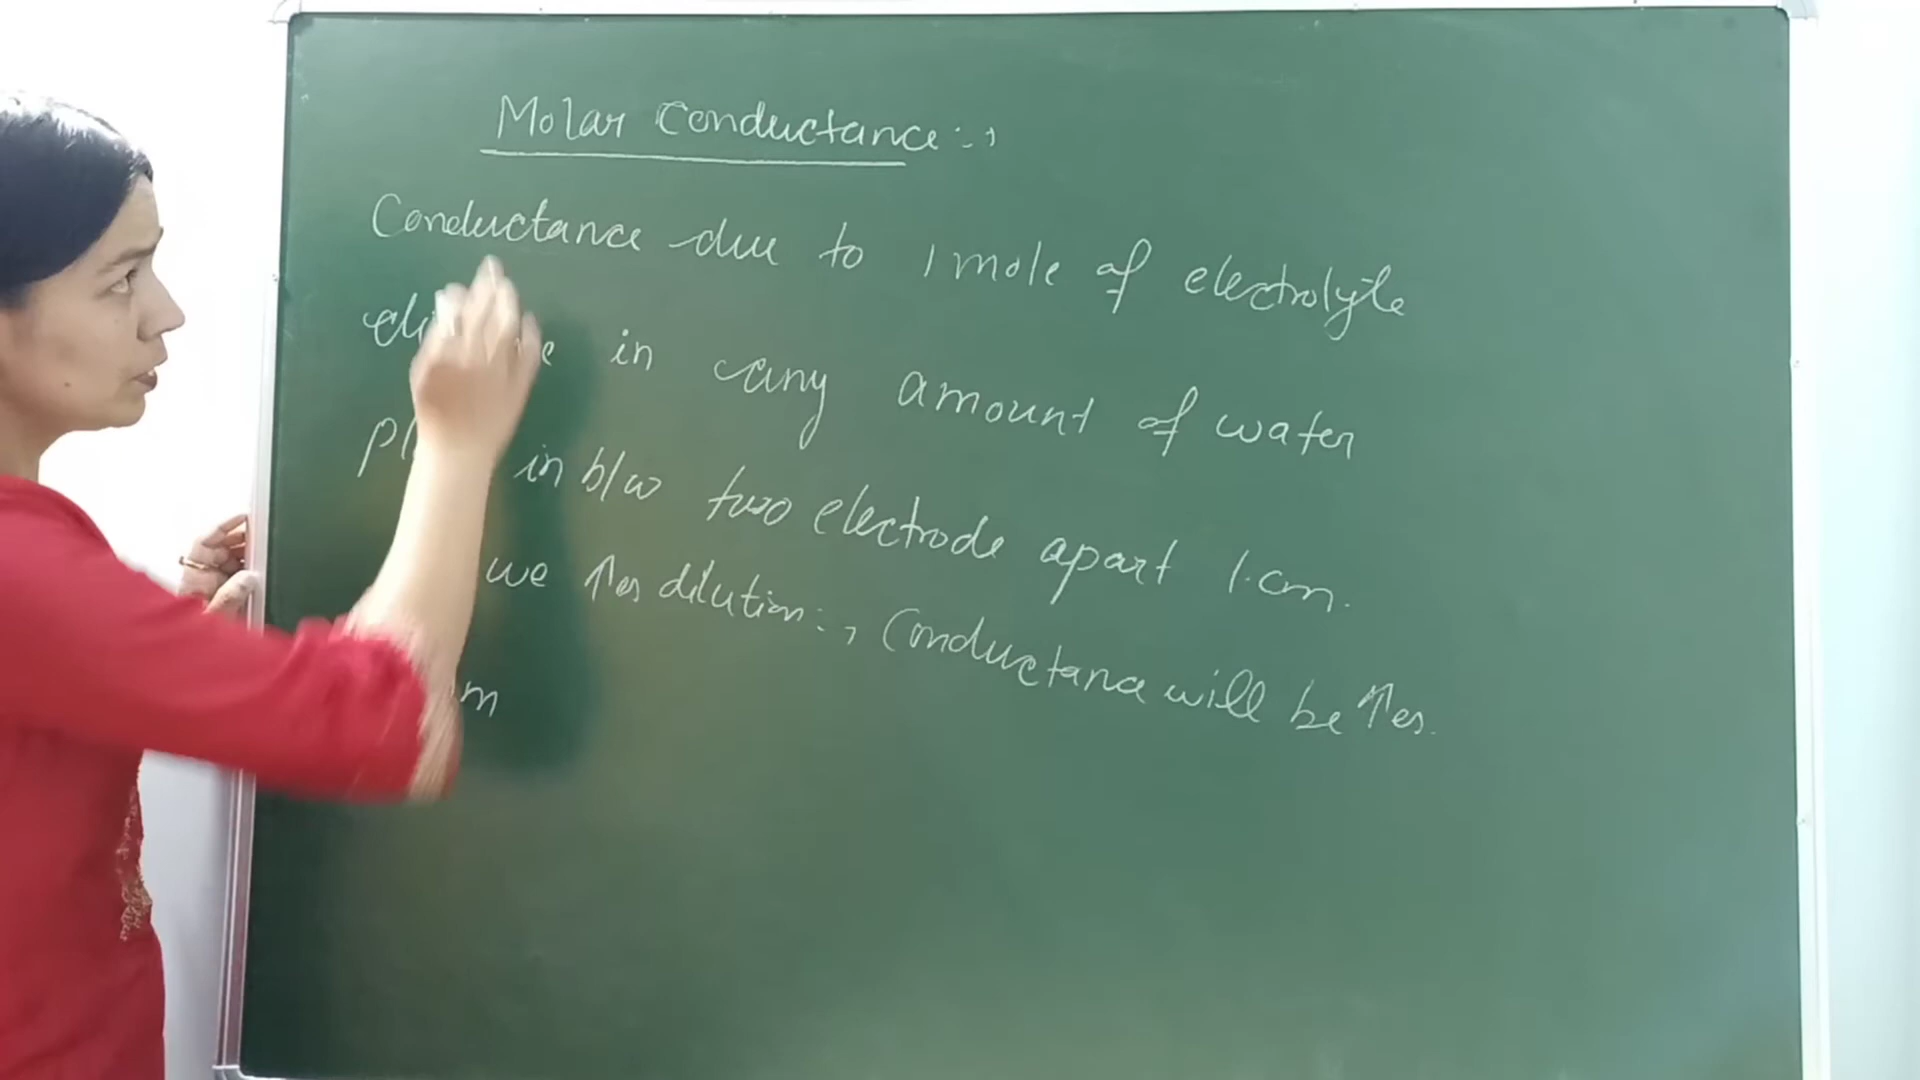 Molar Conductance :-,
Conductance due to 1 mole of electrolyte
in any amount of water
in b/w two electrode apart 1 cm.
we ↑es dilution :-, Conductance will be ↑es.
m